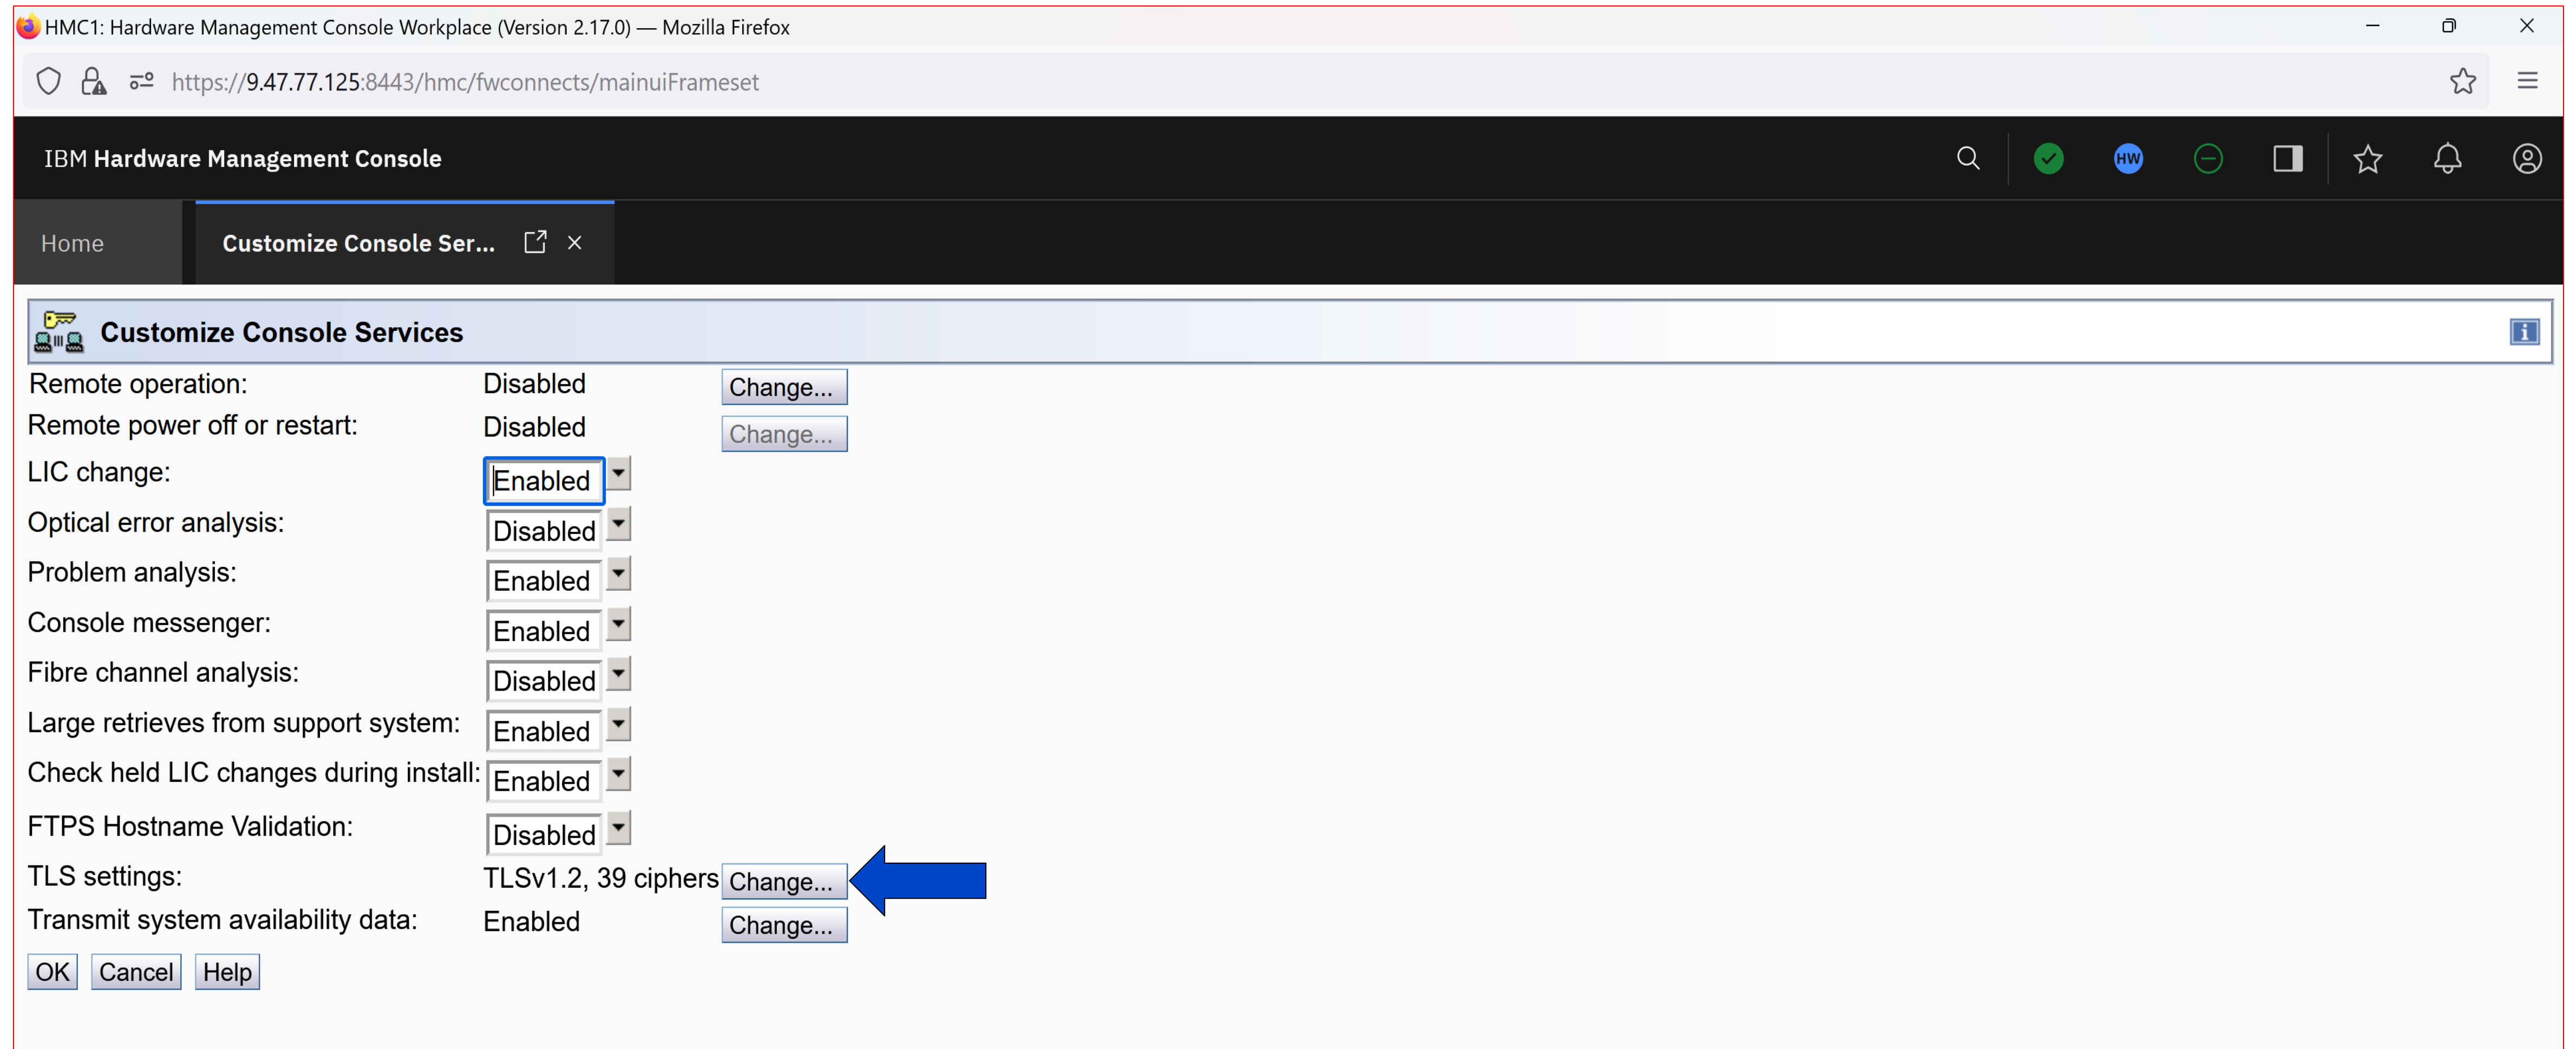 HMC1: Hardware Management Console Workplace (Version 2.17.0) — Mozilla Firefox
https://9.47.77.125:8443/hmc/fwconnects/mainuiFrameset
IBM Hardware Management Console
HW
Home
Customize Console Ser...
Customize Console Services
i
Remote operation: Disabled Change...
Remote power off or restart: Disabled Change...
LIC change: Enabled
Optical error analysis: Disabled
Problem analysis: Enabled
Console messenger: Enabled
Fibre channel analysis: Disabled
Large retrieves from support system: Enabled
Check held LIC changes during install: Enabled
FTPS Hostname Validation: Disabled
TLS settings: TLSv1.2, 39 ciphers Change...
Transmit system availability data: Enabled Change...
OK Cancel Help